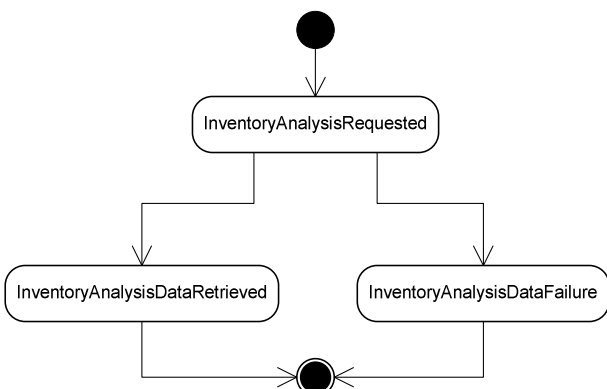 InventoryAnalysisRequested
InventoryAnalysisDataRetrieved
InventoryAnalysisDataFailure